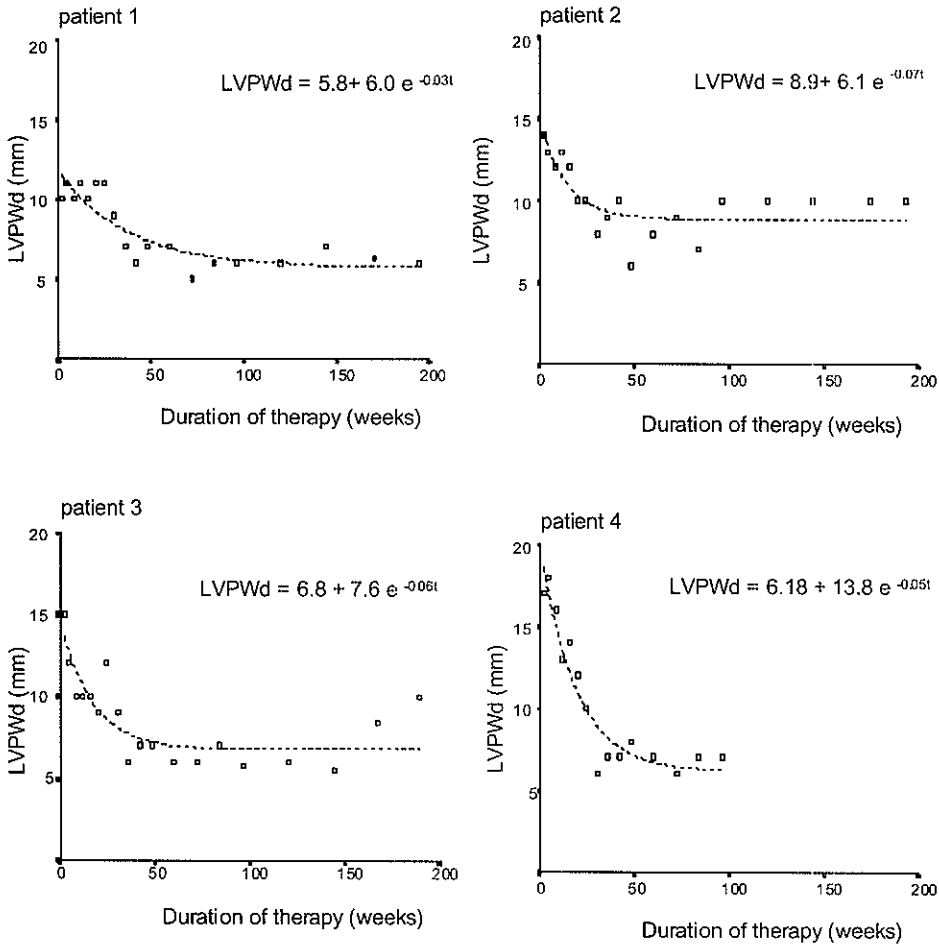 patient 1
LVPWd = 5.8+ 6.0 e -0.03t
LVPWd (mm)
20
15
10
5
0
50
100
150
200
Duration of therapy (weeks)
patient 2
LVPWd = 8.9+ 6.1 e -0.07t
LVPWd (mm)
20
15
10
5
0
50
100
150
200
Duration of therapy (weeks)
patient 3
LVPWd = 6.8 + 7.6 e -0.06t
LVPWd (mm)
20
15
10
5
0
50
100
150
200
Duration of therapy (weeks)
patient 4
LVPWd = 6.18 + 13.8 e -0.05t
LVPWd (mm)
20
15
10
5
0
50
100
150
200
Duration of therapy (weeks)